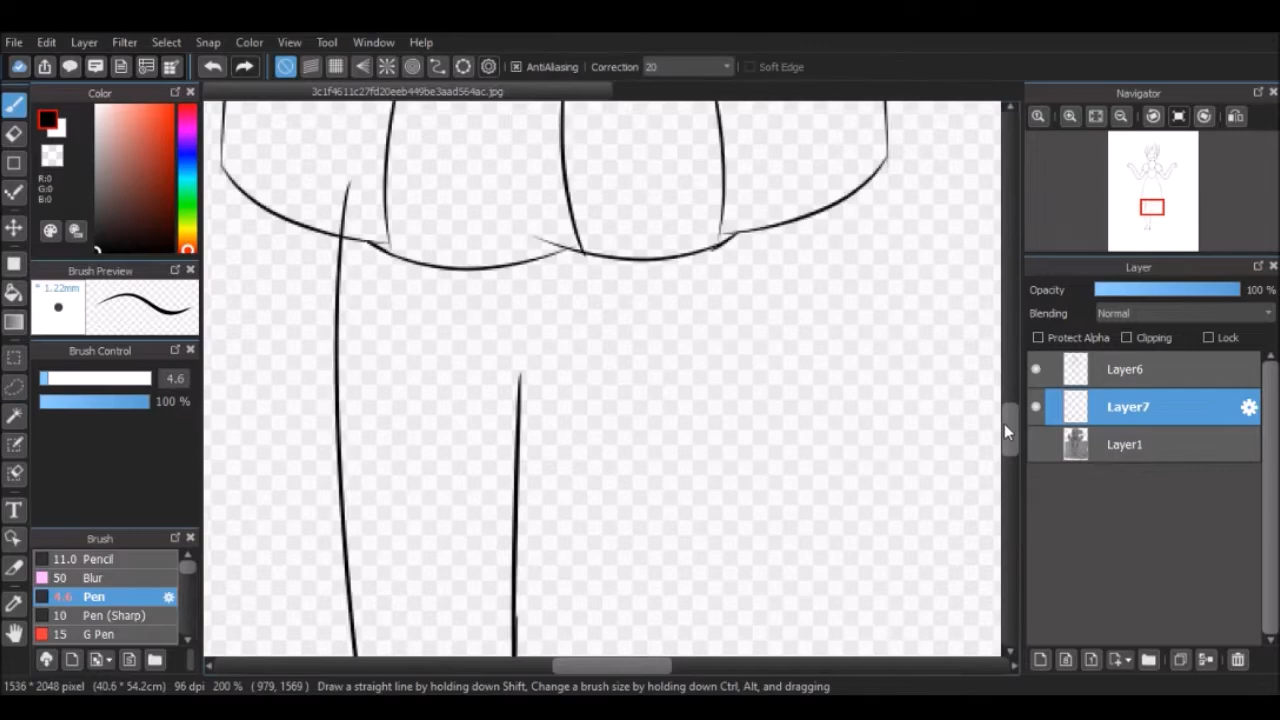 File Edit Layer Filter Select Snap Color View Tool Window Help
AntiAliasing Correction 20 Soft Edge
Color
3c1f4611c27fd20eeb449be3aad564ac.jpg
Navigator
R:0
G:0
B:0
Brush Preview
* 1.22mm
Brush Control
4.6
100 %
Brush
11.0 Pencil
50 Blur
4.6 Pen
10 Pen (Sharp)
15 G Pen
Layer
Opacity 100 %
Blending Normal
Protect Alpha Clipping Lock
Layer6
Layer7
Layer1
1536 * 2048 pixel (40.6 * 54.2cm) 96 dpi 200 % ( 979, 1569 ) Draw a straight line by holding down Shift, Change a brush size by holding down Ctrl, Alt, and dragging